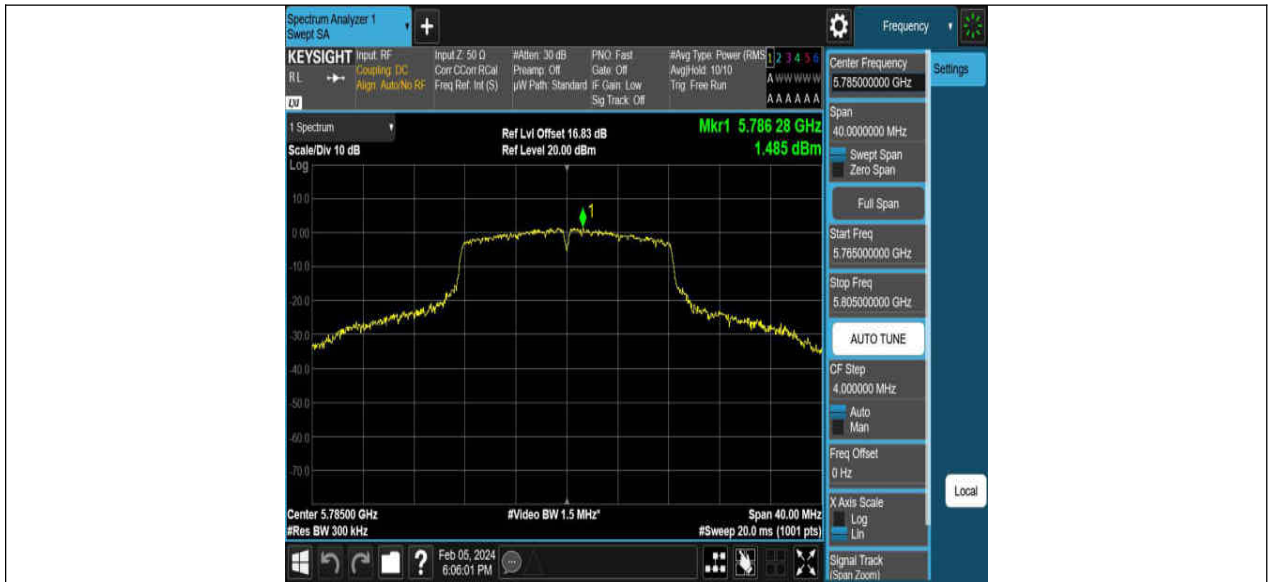 Spectrum Analyzer 1
Swept SA
+
Frequency
KEYSIGHT
RL
LXI
Input: RF
Coupling: DC
Align: Auto/No RF
Input Z: 50 Ω
Corr CCorr RCal
Freq Ref: Int (S)
#Atten: 30 dB
Preamp: Off
µW Path: Standard
PNO: Fast
Gate: Off
IF Gain: Low
Sig Track: Off
#Avg Type: Power (RMS
Avg|Hold: 10/10
Trig: Free Run
1 2 3 4 5 6
A W W W W W
A A A A A A
1 Spectrum
Scale/Div 10 dB
Log
Ref Lvl Offset 16.83 dB
Ref Level 20.00 dBm
Mkr1 5.786 28 GHz
1.485 dBm
1
10.0
0.00
-10.0
-20.0
-30.0
-40.0
-50.0
-60.0
-70.0
Center 5.78500 GHz
#Res BW 300 kHz
#Video BW 1.5 MHz*
Span 40.00 MHz
#Sweep 20.0 ms (1001 pts)
?
Feb 05, 2024
6:06:01 PM
Center Frequency
5.785000000 GHz
Span
40.0000000 MHz
Swept Span
Zero Span
Full Span
Start Freq
5.765000000 GHz
Stop Freq
5.805000000 GHz
AUTO TUNE
CF Step
4.000000 MHz
Auto
Man
Freq Offset
0 Hz
X Axis Scale
Log
Lin
Signal Track
(Span Zoom)
Settings
Local